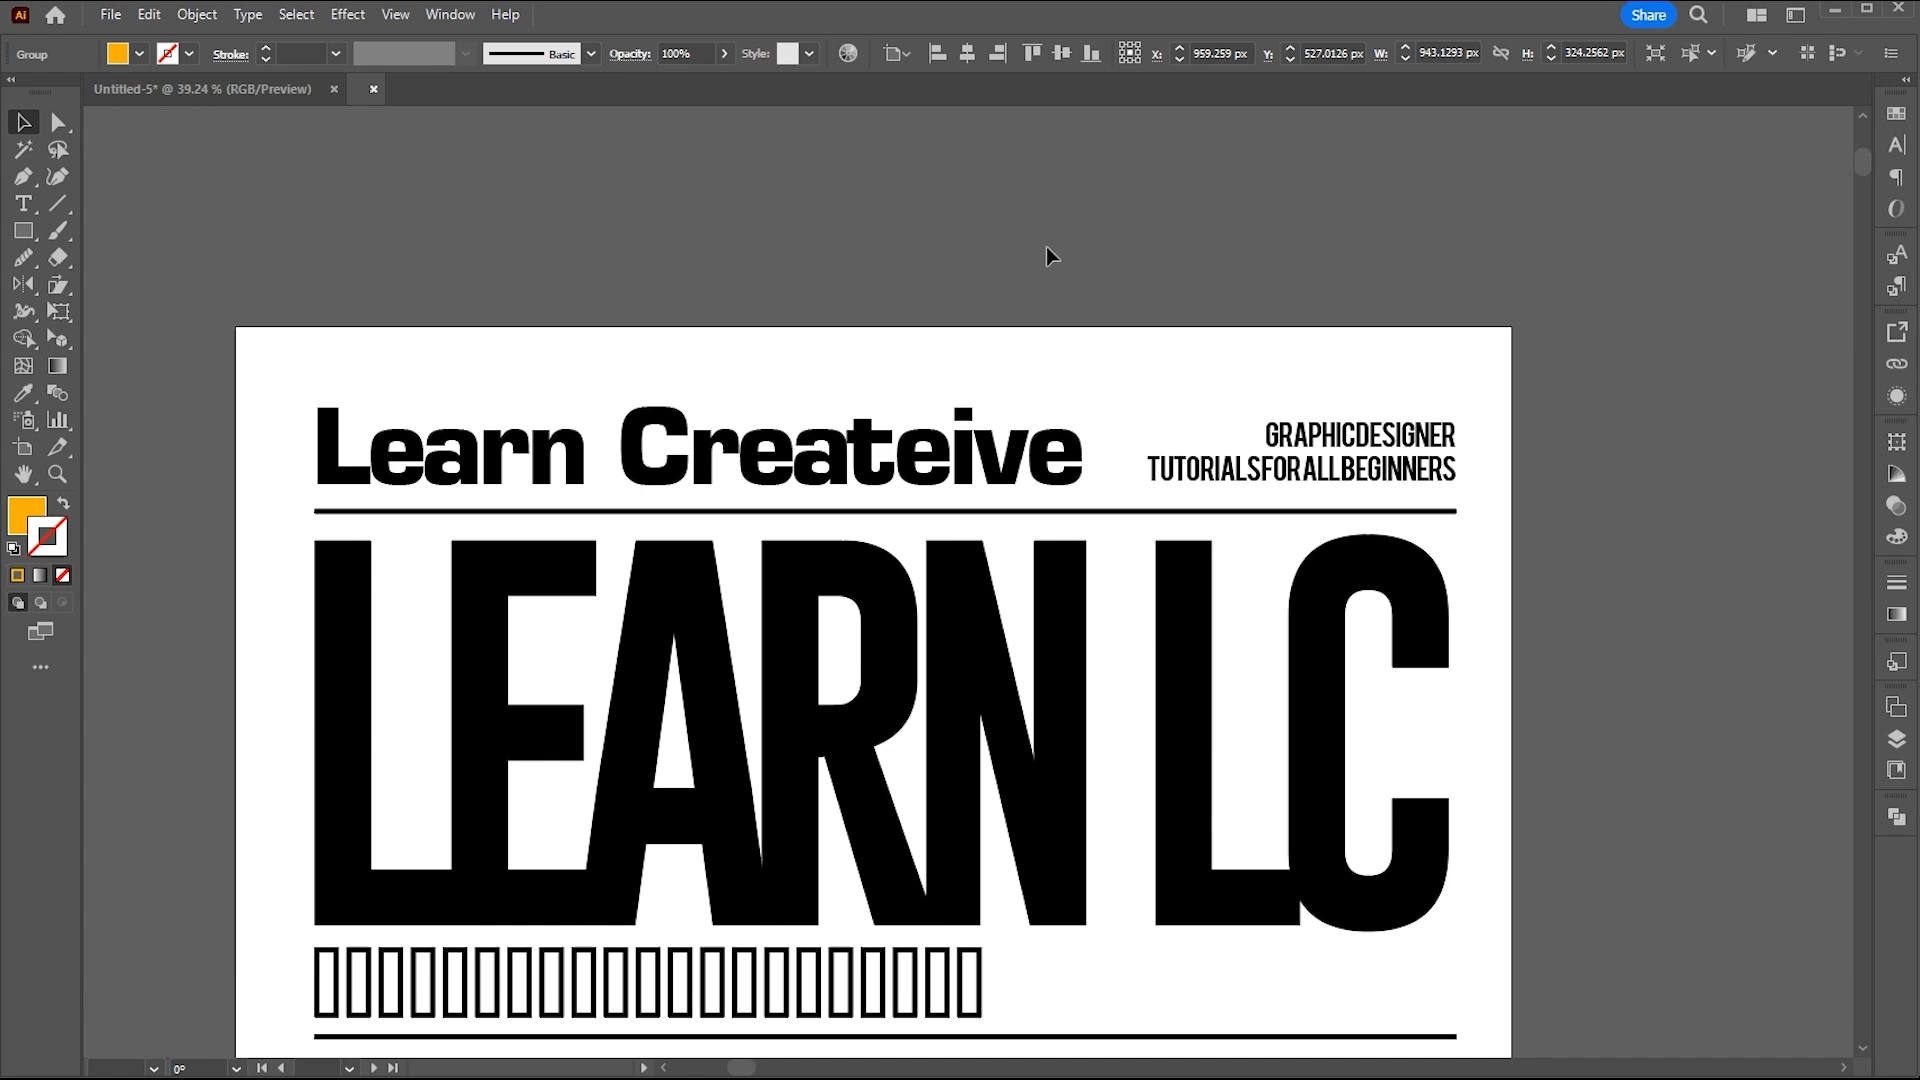 Ai File Edit Object Type Select Effect View Window Help Share
Group Stroke: Basic Opacity: 100% Style: X: 959.259 px Y: 527.0126 px W: 943.1293 px H: 324.2562 px
Untitled-5* @ 39.24 % (RGB/Preview)
Learn Createive
GRAPHICDESIGNER
TUTORIALSFORALLBEGINNERS
LEARN LC
0°